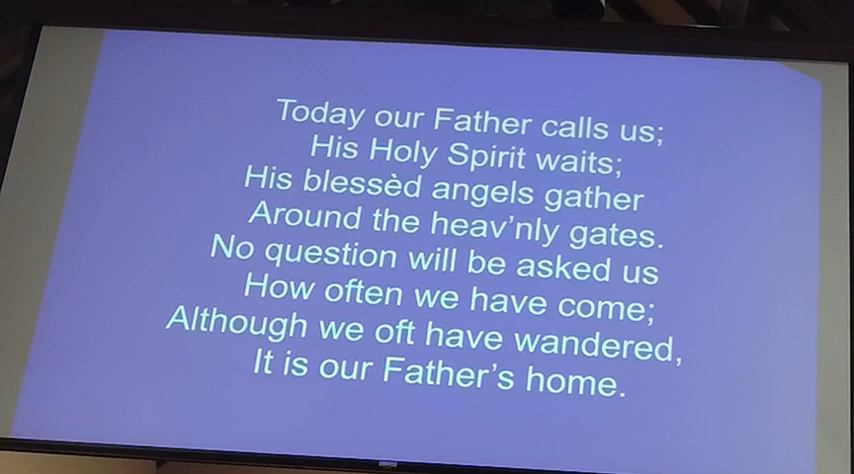 Today our Father calls us;
His Holy Spirit waits;
His blessèd angels gather
Around the heav’nly gates.
No question will be asked us
How often we have come;
Although we oft have wandered,
It is our Father’s home.